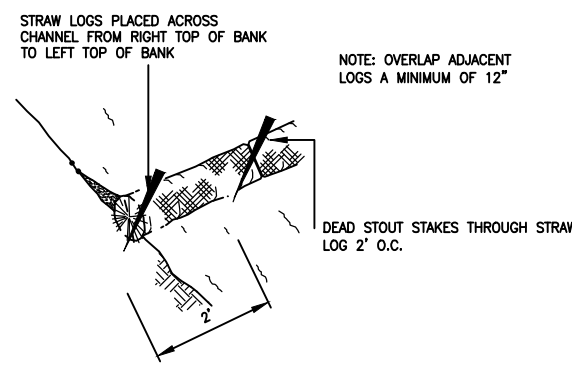 STRAW LOGS PLACED ACROSS
CHANNEL FROM RIGHT TOP OF BANK
TO LEFT TOP OF BANK
NOTE: OVERLAP ADJACENT
LOGS A MINIMUM OF 12"
DEAD STOUT STAKES THROUGH STRAW
LOG 2' O.C.
2'